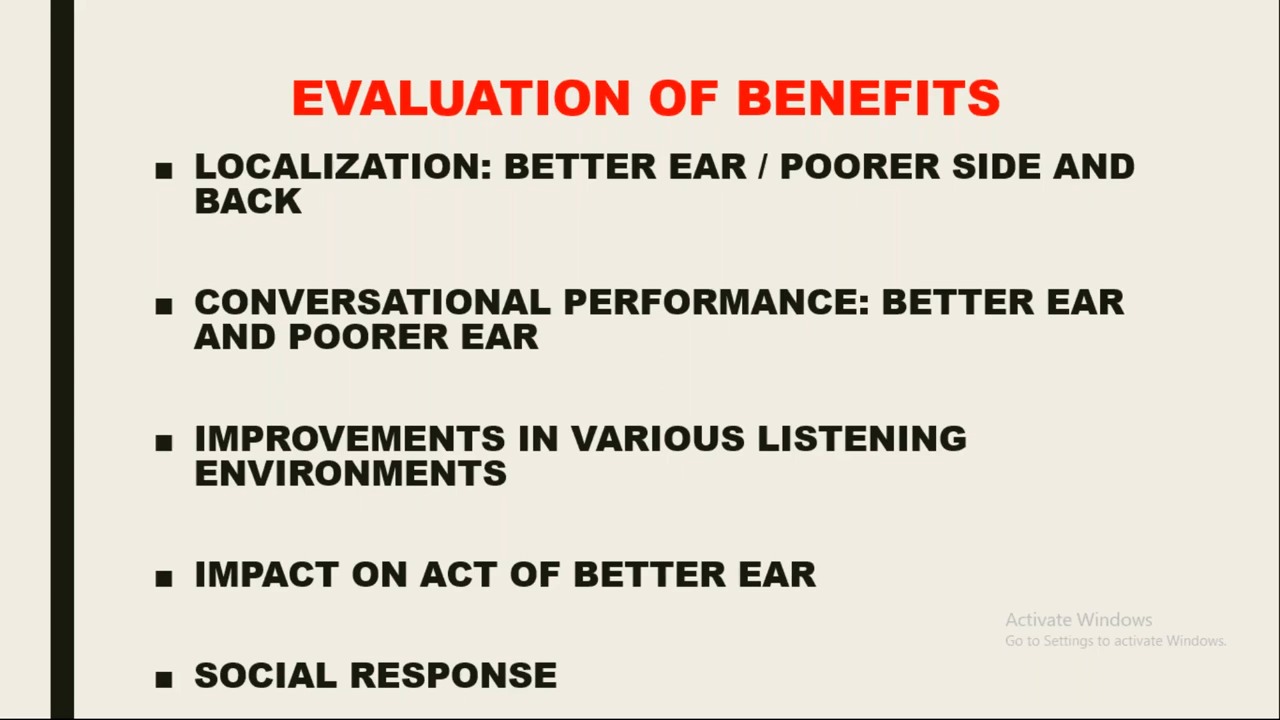 EVALUATION OF BENEFITS
■ LOCALIZATION: BETTER EAR / POORER SIDE AND
BACK
■ CONVERSATIONAL PERFORMANCE: BETTER EAR
AND POORER EAR
■ IMPROVEMENTS IN VARIOUS LISTENING
ENVIRONMENTS
■ IMPACT ON ACT OF BETTER EAR
Activate Windows
Go to Settings to activate Windows.
■ SOCIAL RESPONSE